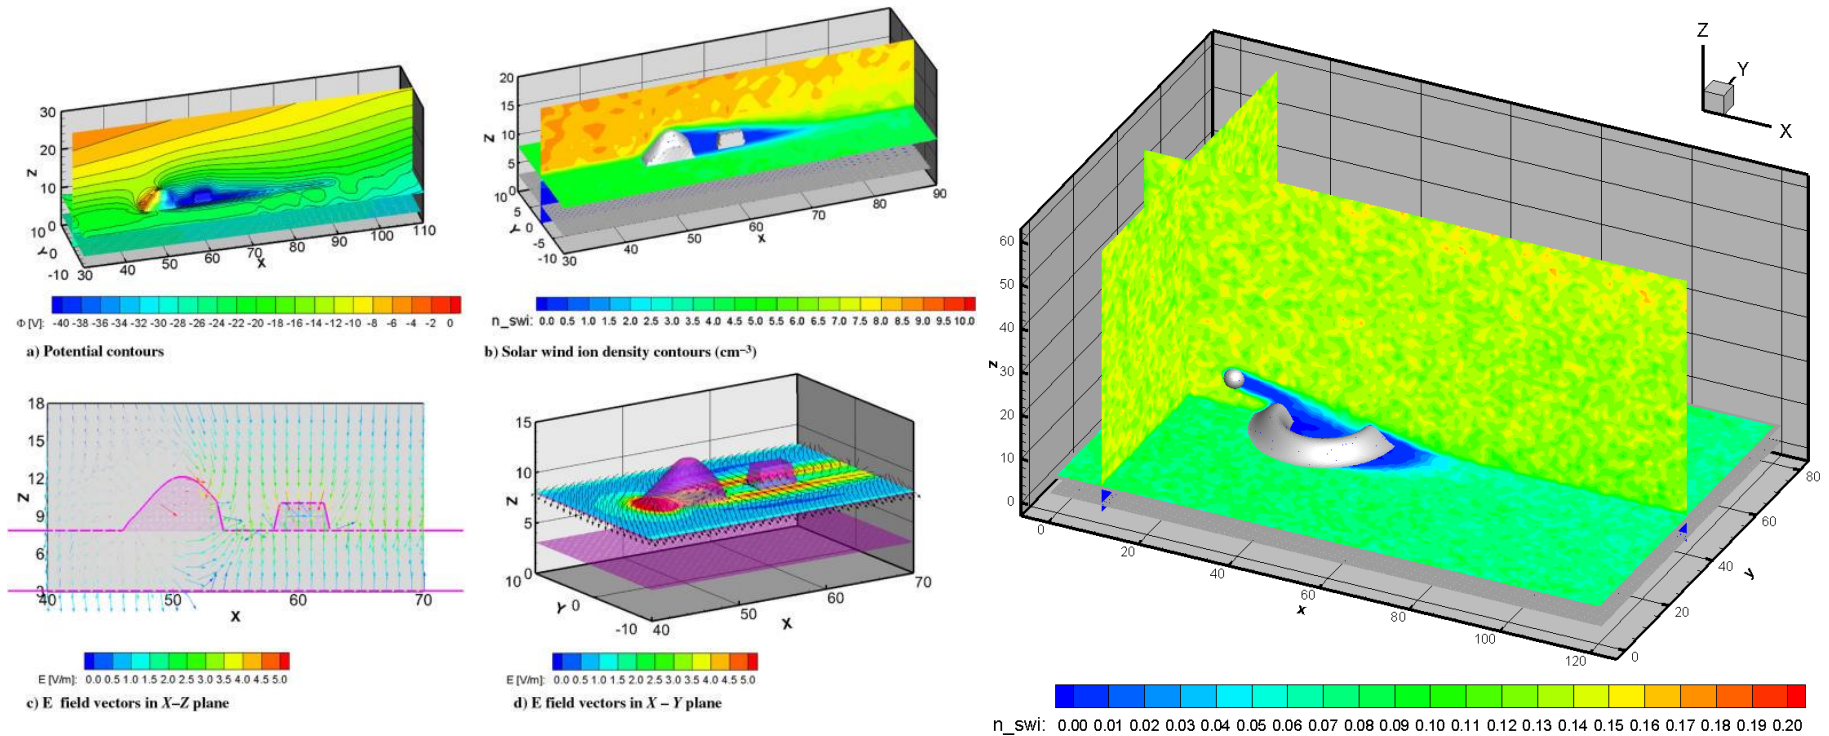 30
20
10
0
Z
10
Y 0
-10
30 40 50 60 70 80 90 100 110
X
Φ [V]: -40 -38 -36 -34 -32 -30 -28 -26 -24 -22 -20 -18 -16 -14 -12 -10 -8 -6 -4 -2 0
a) Potential contours
20
15
10
5
0
Z
10
5
Y 0
-5
-10
30 40 50 60 70 80 90
X
n_swi: 0.0 0.5 1.0 1.5 2.0 2.5 3.0 3.5 4.0 4.5 5.0 5.5 6.0 6.5 7.0 7.5 8.0 8.5 9.0 9.5 10.0
b) Solar wind ion density contours (cm⁻³)
18
15
12
9
6
3
Z
40 50 60 70
X
E [V/m]: 0.0 0.5 1.0 1.5 2.0 2.5 3.0 3.5 4.0 4.5 5.0
c) E field vectors in X–Z plane
15
10
5
0
Z
10
Y 0
-10
40 50 60 70
X
E [V/m]: 0.0 0.5 1.0 1.5 2.0 2.5 3.0 3.5 4.0 4.5 5.0
d) E field vectors in X – Y plane
Z
Y
X
60
50
40
30
20
10
0
z
0 20 40 60 80 100 120
x
0 20 40 60 80
y
n_swi: 0.00 0.01 0.02 0.03 0.04 0.05 0.06 0.07 0.08 0.09 0.10 0.11 0.12 0.13 0.14 0.15 0.16 0.17 0.18 0.19 0.20